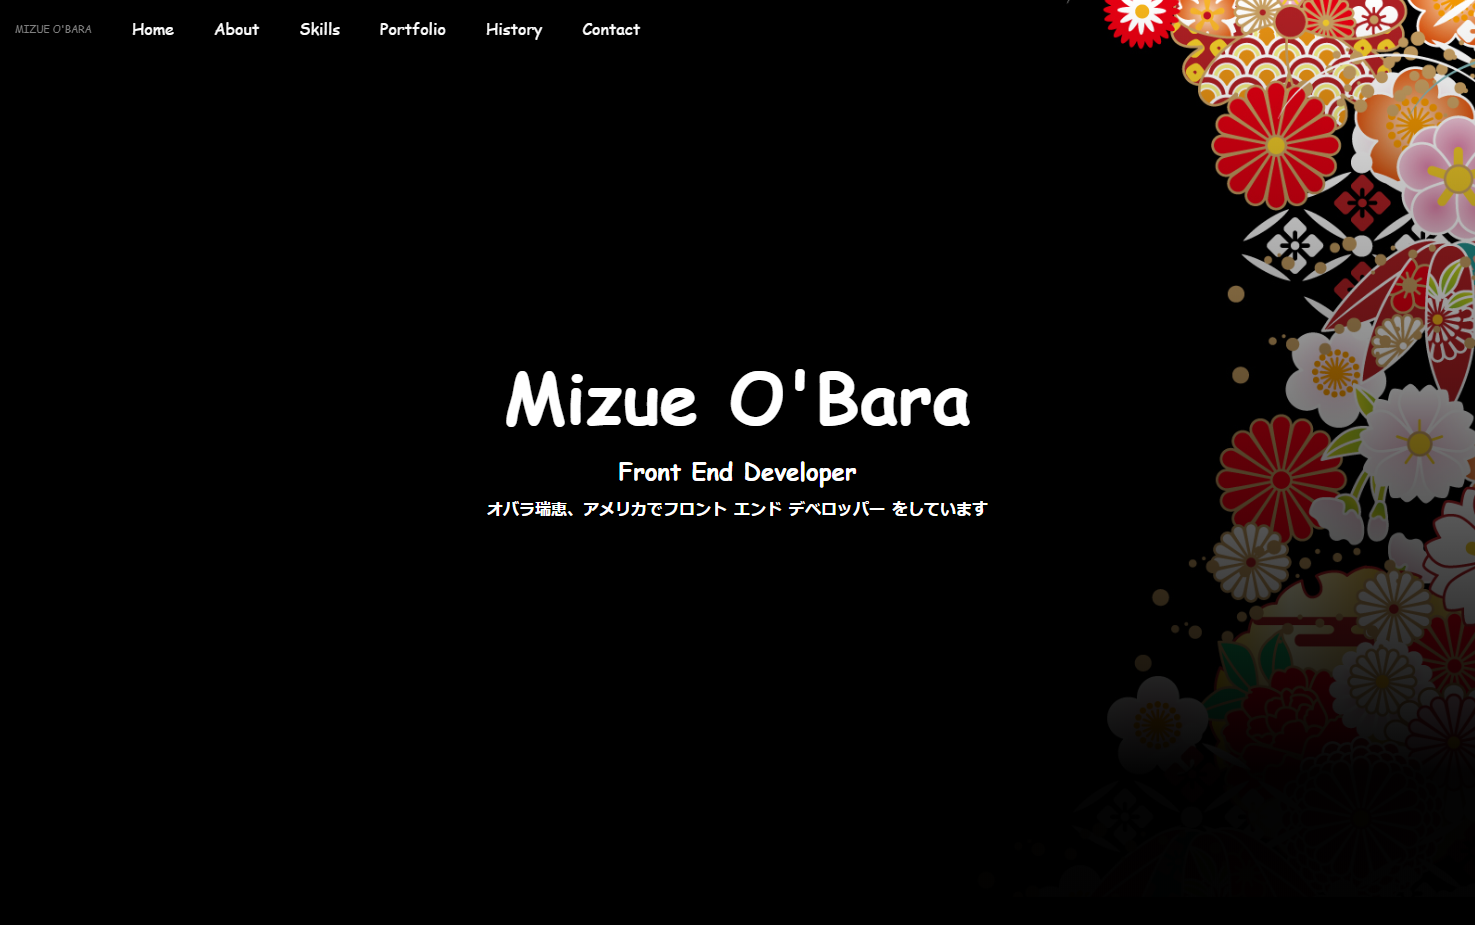 MIZUE O'BARA
Home
About
Skills
Portfolio
History
Contact
Mizue O'Bara
Front End Developer
オバラ瑞恵、アメリカでフロント エンド デベロッパー をしています